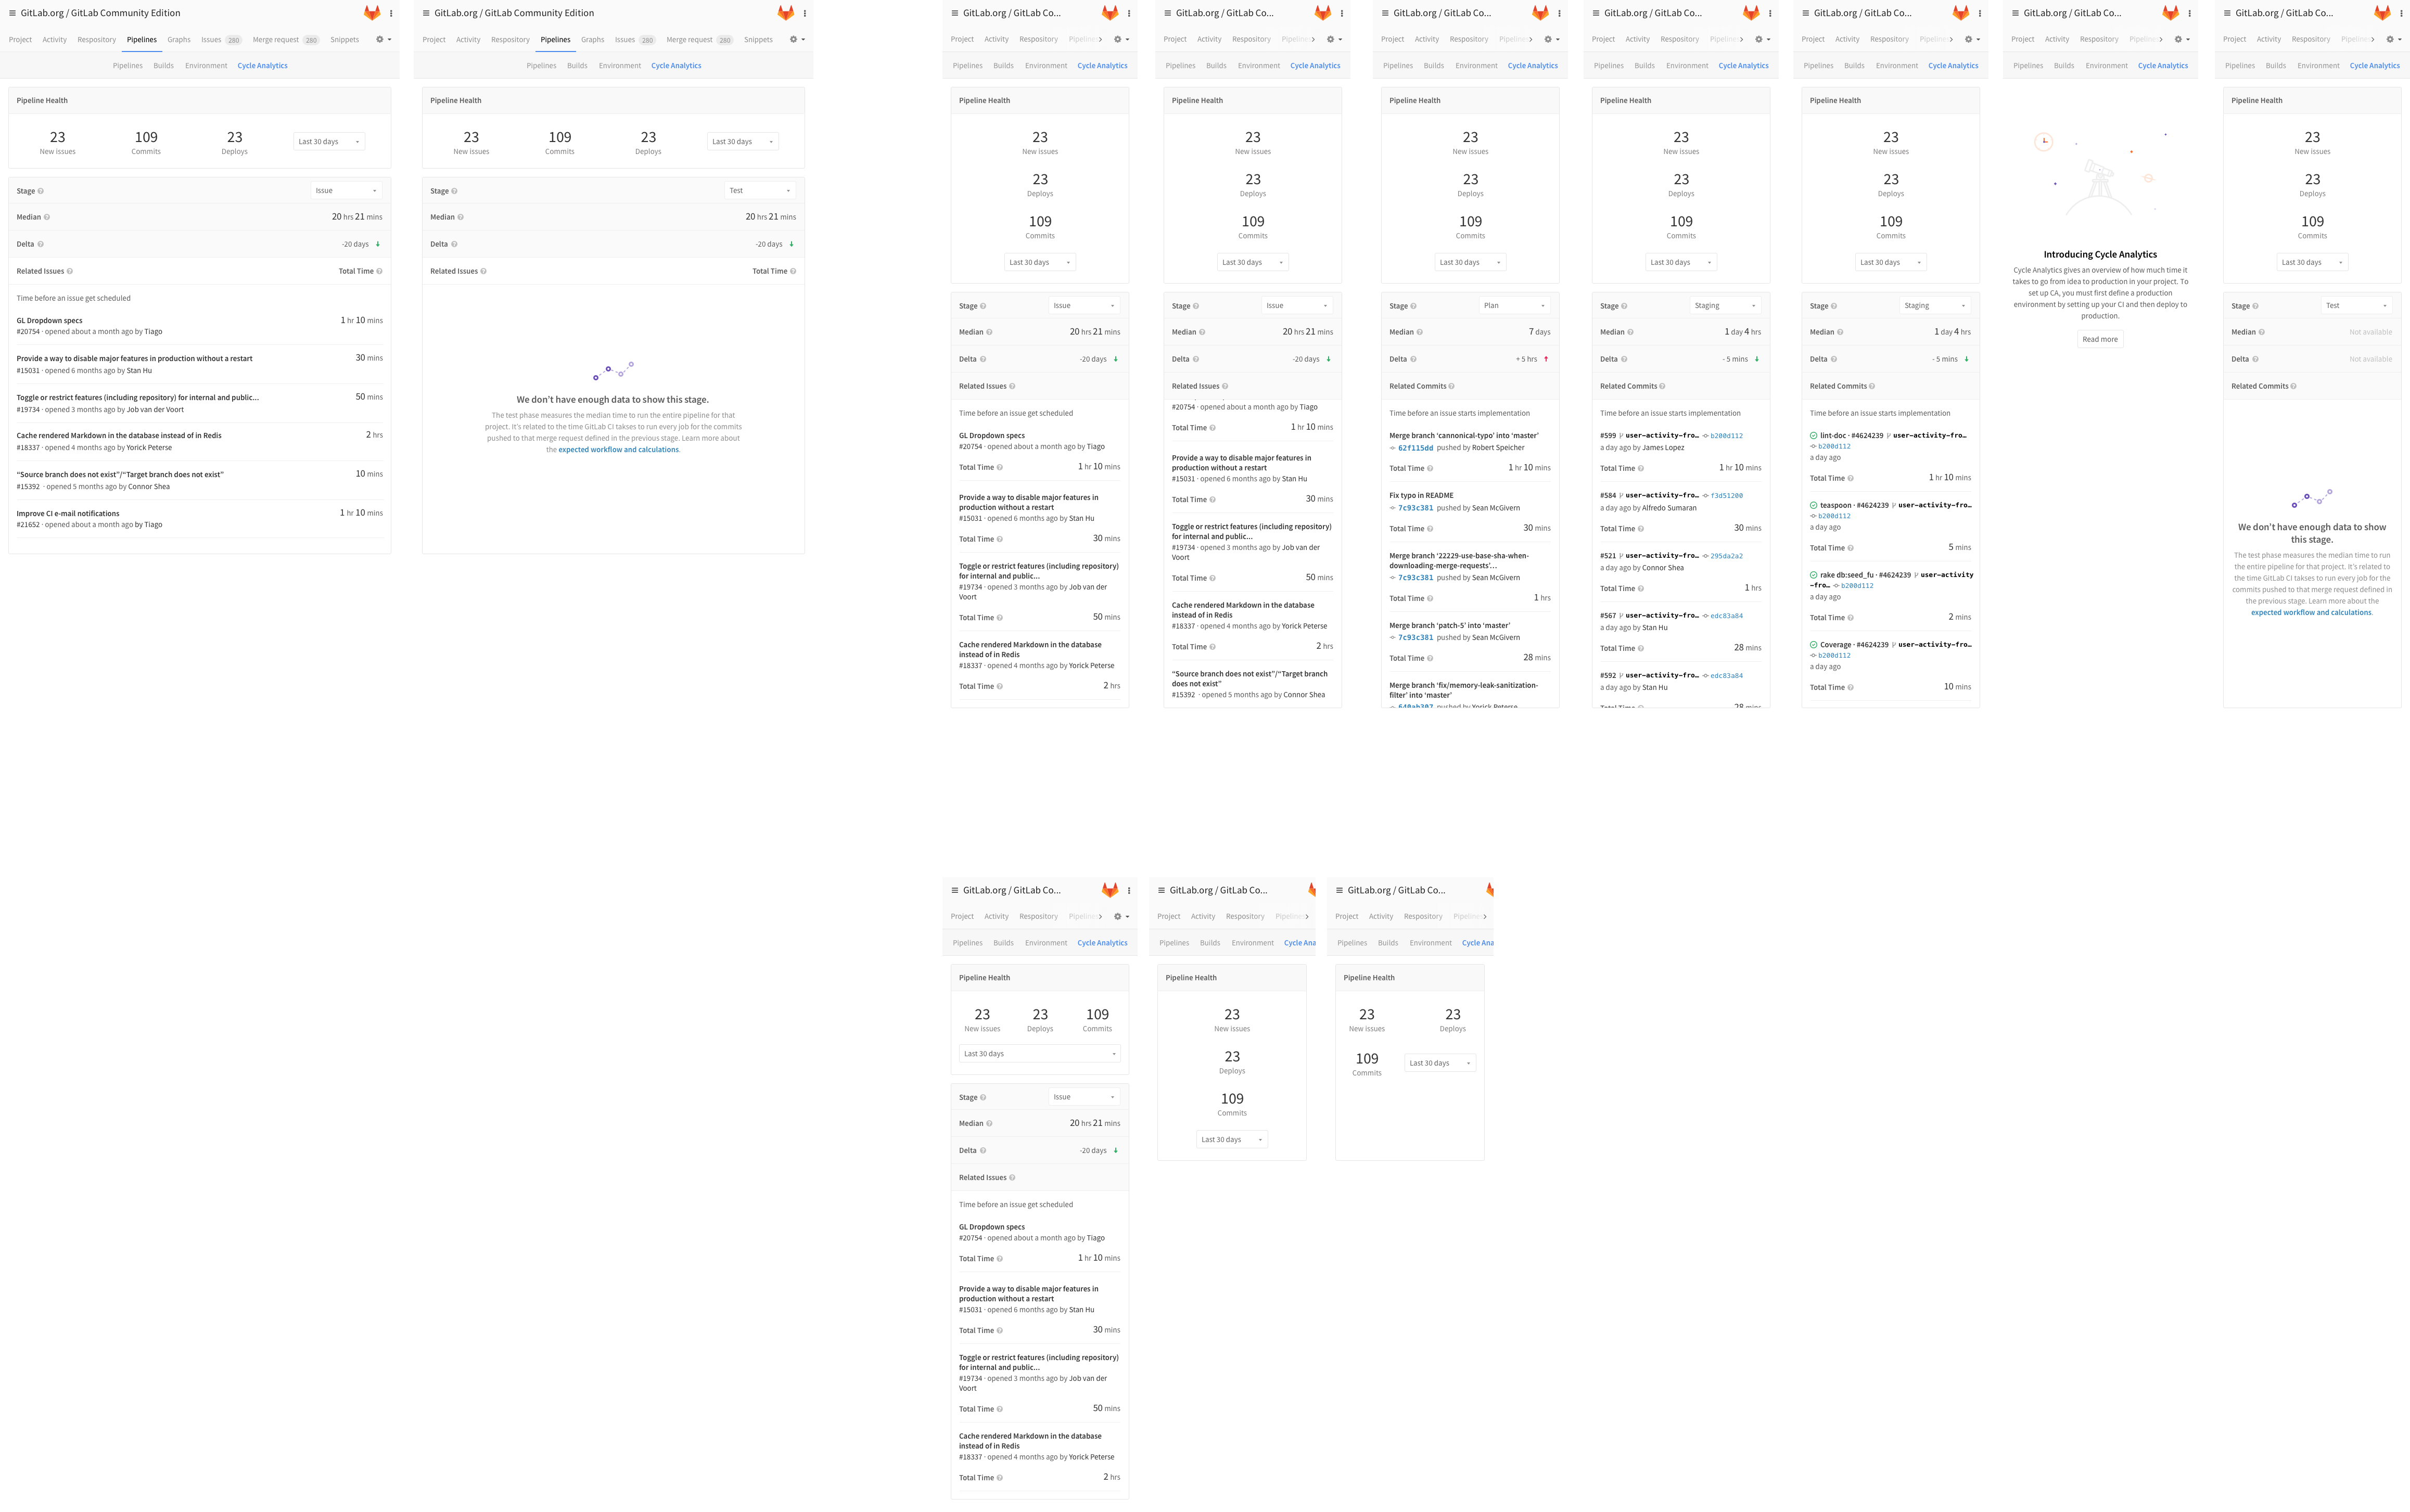 GitLab.org / GitLab Community Edition
Project Activity Respository Pipelines Graphs Issues 280 Merge request 280 Snippets
Pipelines Builds Environment Cycle Analytics
Pipeline Health
23 109 23 Last 30 days
New issues Commits Deploys
Stage Issue
Median 20 hrs 21 mins
Delta -20 days
Related Issues Total Time
Time before an issue get scheduled
GL Dropdown specs 1 hr 10 mins
#20754 · opened about a month ago by Tiago
Provide a way to disable major features in production without a restart 30 mins
#15031 · opened 6 months ago by Stan Hu
Toggle or restrict features (including repository) for internal and public... 50 mins
#19734 · opened 3 months ago by Job van der Voort
Cache rendered Markdown in the database instead of in Redis 2 hrs
#18337 · opened 4 months ago by Yorick Peterse
“Source branch does not exist”/“Target branch does not exist” 10 mins
#15392 · opened 5 months ago by Connor Shea
Improve CI e-mail notifications 1 hr 10 mins
#21652 · opened about a month ago by Tiago
GitLab.org / GitLab Community Edition
Project Activity Respository Pipelines Graphs Issues 280 Merge request 280 Snippets
Pipelines Builds Environment Cycle Analytics
Pipeline Health
23 109 23 Last 30 days
New issues Commits Deploys
Stage Test
Median 20 hrs 21 mins
Delta -20 days
Related Issues Total Time
We don’t have enough data to show this stage.
The test phase measures the median time to run the entire pipeline for that
project. It’s related to the time GitLab CI takses to run every job for the commits
pushed to that merge request defined in the previous stage. Learn more about
the expected workflow and calculations.
GitLab.org / GitLab Co...
Project Activity Respository Pipelines
Pipelines Builds Environment Cycle Analytics
Pipeline Health
23
New issues
23
Deploys
109
Commits
Last 30 days
Stage Issue
Median 20 hrs 21 mins
Delta -20 days
Related Issues
Time before an issue get scheduled
GL Dropdown specs
#20754 · opened about a month ago by Tiago
Total Time 1 hr 10 mins
Provide a way to disable major features in
production without a restart
#15031 · opened 6 months ago by Stan Hu
Total Time 30 mins
Toggle or restrict features (including repository)
for internal and public...
#19734 · opened 3 months ago by Job van der
Voort
Total Time 50 mins
Cache rendered Markdown in the database
instead of in Redis
#18337 · opened 4 months ago by Yorick Peterse
Total Time 2 hrs
GitLab.org / GitLab Co...
Project Activity Respository Pipelines
Pipelines Builds Environment Cycle Analytics
Pipeline Health
23
New issues
23
Deploys
109
Commits
Last 30 days
Stage Issue
Median 20 hrs 21 mins
Delta -20 days
Related Issues
#20754 · opened about a month ago by Tiago
Total Time 1 hr 10 mins
Provide a way to disable major features in
production without a restart
#15031 · opened 6 months ago by Stan Hu
Total Time 30 mins
Toggle or restrict features (including repository)
for internal and public...
#19734 · opened 3 months ago by Job van der
Voort
Total Time 50 mins
Cache rendered Markdown in the database
instead of in Redis
#18337 · opened 4 months ago by Yorick Peterse
Total Time 2 hrs
“Source branch does not exist”/“Target branch
does not exist”
#15392 · opened 5 months ago by Connor Shea
GitLab.org / GitLab Co...
Project Activity Respository Pipelines
Pipelines Builds Environment Cycle Analytics
Pipeline Health
23
New issues
23
Deploys
109
Commits
Last 30 days
Stage Plan
Median 7 days
Delta + 5 hrs
Related Commits
Time before an issue starts implementation
Merge branch ‘cannonical-typo’ into ‘master’
62f115dd pushed by Robert Speicher
Total Time 1 hr 10 mins
Fix typo in README
7c93c381 pushed by Sean McGivern
Total Time 30 mins
Merge branch ‘22229-use-base-sha-when-
downloading-merge-requests’...
7c93c381 pushed by Sean McGivern
Total Time 1 hrs
Merge branch ‘patch-5’ into ‘master’
7c93c381 pushed by Sean McGivern
Total Time 28 mins
Merge branch ‘fix/memory-leak-sanitization-
filter’ into ‘master’
640ab307 pushed by Yorick Peterse
GitLab.org / GitLab Co...
Project Activity Respository Pipelines
Pipelines Builds Environment Cycle Analytics
Pipeline Health
23
New issues
23
Deploys
109
Commits
Last 30 days
Stage Staging
Median 1 day 4 hrs
Delta - 5 mins
Related Commits
Time before an issue starts implementation
#599 user-activity-fro… b200d112
a day ago by James Lopez
Total Time 1 hr 10 mins
#584 user-activity-fro… f3d51200
a day ago by Alfredo Sumaran
Total Time 30 mins
#521 user-activity-fro… 295da2a2
a day ago by Connor Shea
Total Time 1 hrs
#567 user-activity-fro… edc83a84
a day ago by Stan Hu
Total Time 28 mins
#592 user-activity-fro… edc83a84
a day ago by Stan Hu
Total Time 28 mins
GitLab.org / GitLab Co...
Project Activity Respository Pipelines
Pipelines Builds Environment Cycle Analytics
Pipeline Health
23
New issues
23
Deploys
109
Commits
Last 30 days
Stage Staging
Median 1 day 4 hrs
Delta - 5 mins
Related Commits
Time before an issue starts implementation
lint-doc · #4624239 user-activity-fro…
b200d112
a day ago
Total Time 1 hr 10 mins
teaspoon · #4624239 user-activity-fro…
b200d112
a day ago
Total Time 5 mins
rake db:seed_fu · #4624239 user-activity
-fro… b200d112
a day ago
Total Time 2 mins
Coverage · #4624239 user-activity-fro…
b200d112
a day ago
Total Time 10 mins
GitLab.org / GitLab Co...
Project Activity Respository Pipelines
Pipelines Builds Environment Cycle Analytics
Introducing Cycle Analytics
Cycle Analytics gives an overview of how much time it
takes to go from idea to production in your project. To
set up CA, you must first define a production
environment by setting up your CI and then deploy to
production.
Read more
GitLab.org / GitLab Co...
Project Activity Respository Pipelines
Pipelines Builds Environment Cycle Analytics
Pipeline Health
23
New issues
23
Deploys
109
Commits
Last 30 days
Stage Test
Median Not available
Delta Not available
Related Commits
We don’t have enough data to show
this stage.
The test phase measures the median time to run
the entire pipeline for that project. It’s related to
the time GitLab CI takses to run every job for the
commits pushed to that merge request defined in
the previous stage. Learn more about the
expected workflow and calculations.
GitLab.org / GitLab Co...
Project Activity Respository Pipelines
Pipelines Builds Environment Cycle Analytics
Pipeline Health
23 23 109
New issues Deploys Commits
Last 30 days
Stage Issue
Median 20 hrs 21 mins
Delta -20 days
Related Issues
Time before an issue get scheduled
GL Dropdown specs
#20754 · opened about a month ago by Tiago
Total Time 1 hr 10 mins
Provide a way to disable major features in
production without a restart
#15031 · opened 6 months ago by Stan Hu
Total Time 30 mins
Toggle or restrict features (including repository)
for internal and public...
#19734 · opened 3 months ago by Job van der
Voort
Total Time 50 mins
Cache rendered Markdown in the database
instead of in Redis
#18337 · opened 4 months ago by Yorick Peterse
Total Time 2 hrs
GitLab.org / GitLab Co...
Project Activity Respository Pipelines
Pipelines Builds Environment Cycle Ana
Pipeline Health
23
New issues
23
Deploys
109
Commits
Last 30 days
GitLab.org / GitLab Co...
Project Activity Respository Pipelines
Pipelines Builds Environment Cycle Ana
Pipeline Health
23 23
New issues Deploys
109 Last 30 days
Commits